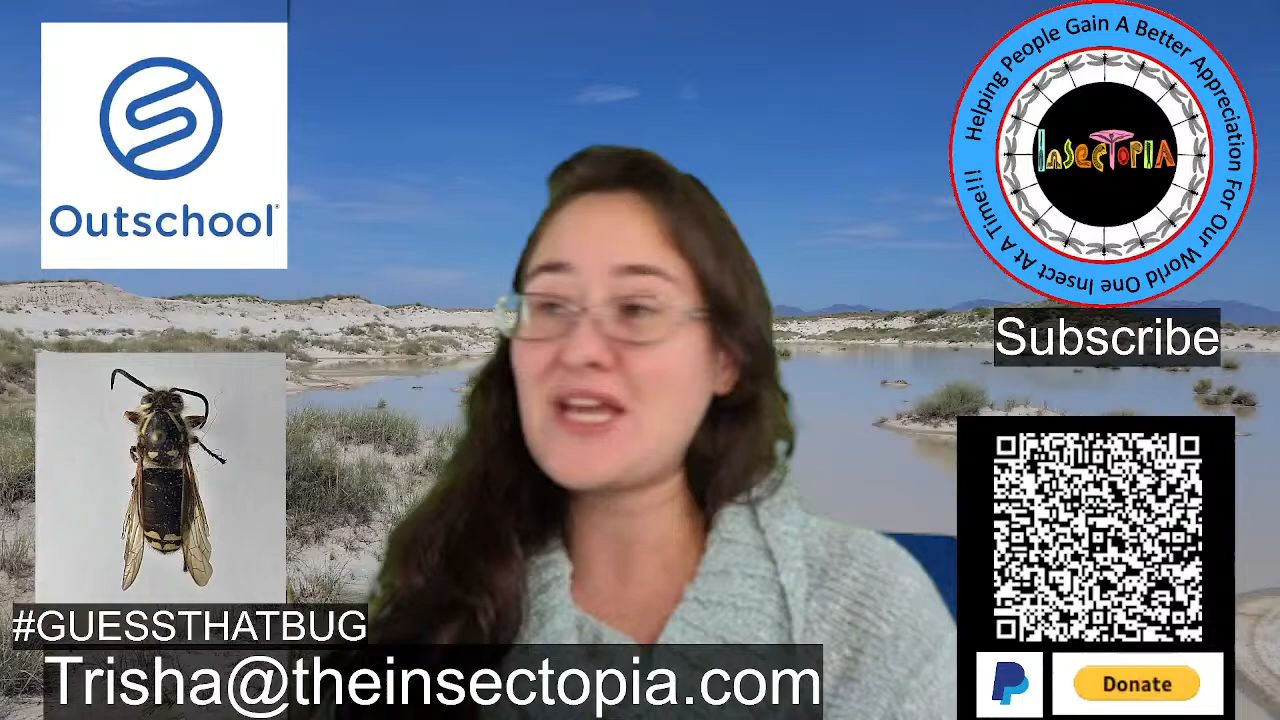 Outschool
Helping People Gain A Better Appreciation For Our World One Insect At A Time!!!
InsecTopia
Subscribe
#GUESSTHATBUG
Trisha@theinsectopia.com
Donate